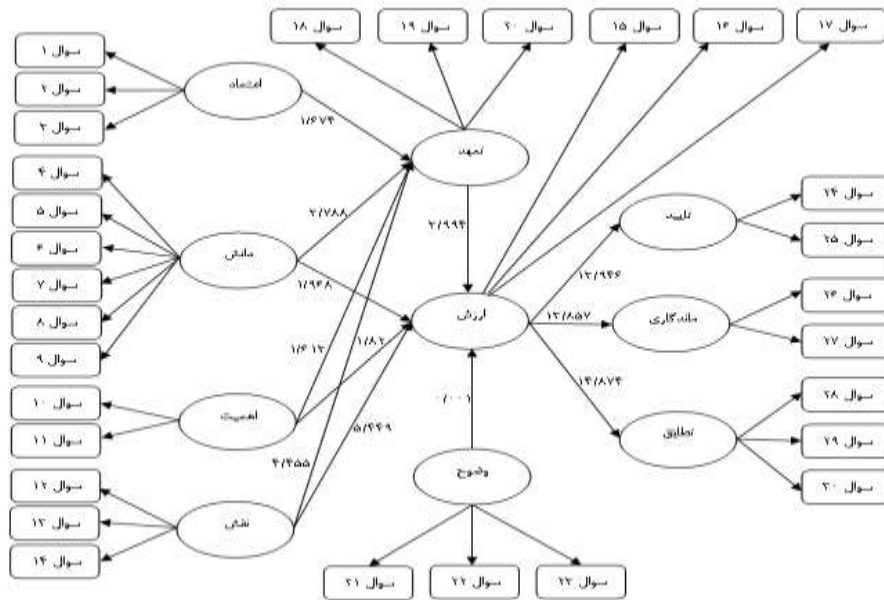 سوال ۱۸
سوال ۱۹
سوال ۲۰
سوال ۱۵
سوال ۱۶
سوال ۱۷
سوال ۱
سوال ۲
سوال ۳
اعتماد
۱/۶۷۴
تعهد
سوال ۴
سوال ۵
سوال ۶
سوال ۷
سوال ۸
سوال ۹
دانش
۲/۷۸۸
۱/۹۴۸
۲/۹۹۴
تایید
سوال ۲۴
سوال ۲۵
۱۳/۹۴۶
ارزش
۱۳/۸۵۷
ماندگاری
سوال ۲۶
سوال ۲۷
۱/۶۱۳
۱/۸۲
۱۴/۸۷۴
سوال ۱۰
سوال ۱۱
اهمیت
۰/۰۰۱
تطابق
سوال ۲۸
سوال ۲۹
سوال ۳۰
۴/۴۵۵
۵/۴۴۹
وضوح
سوال ۱۲
سوال ۱۳
سوال ۱۴
نقش
سوال ۲۱
سوال ۲۲
سوال ۲۳